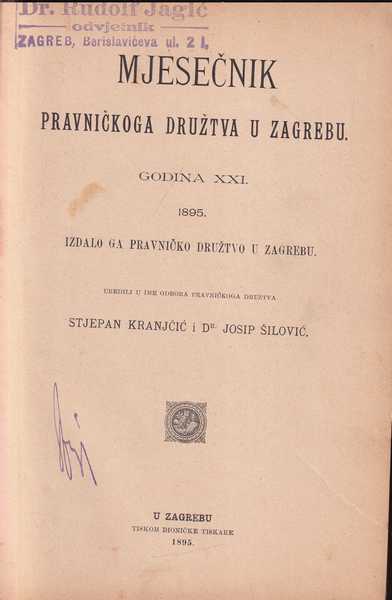 Dr. Rudolf Jagić
odvjetnik
ZAGREB, Berislavićeva ul. 2 I,
MJESEČNIK
PRAVNIČKOGA DRUŽTVA U ZAGREBU.
GODINA XXI.
1895.
IZDALO GA PRAVNIČKO DRUŽTVO U ZAGREBU.
UREDILI U IME ODBORA PRAVNIČKOGA DRUŽTVA
STJEPAN KRANJČIĆ i DR. JOSIP ŠILOVIĆ.
U ZAGREBU
TISKOM DIONIČKE TISKARE
1895.